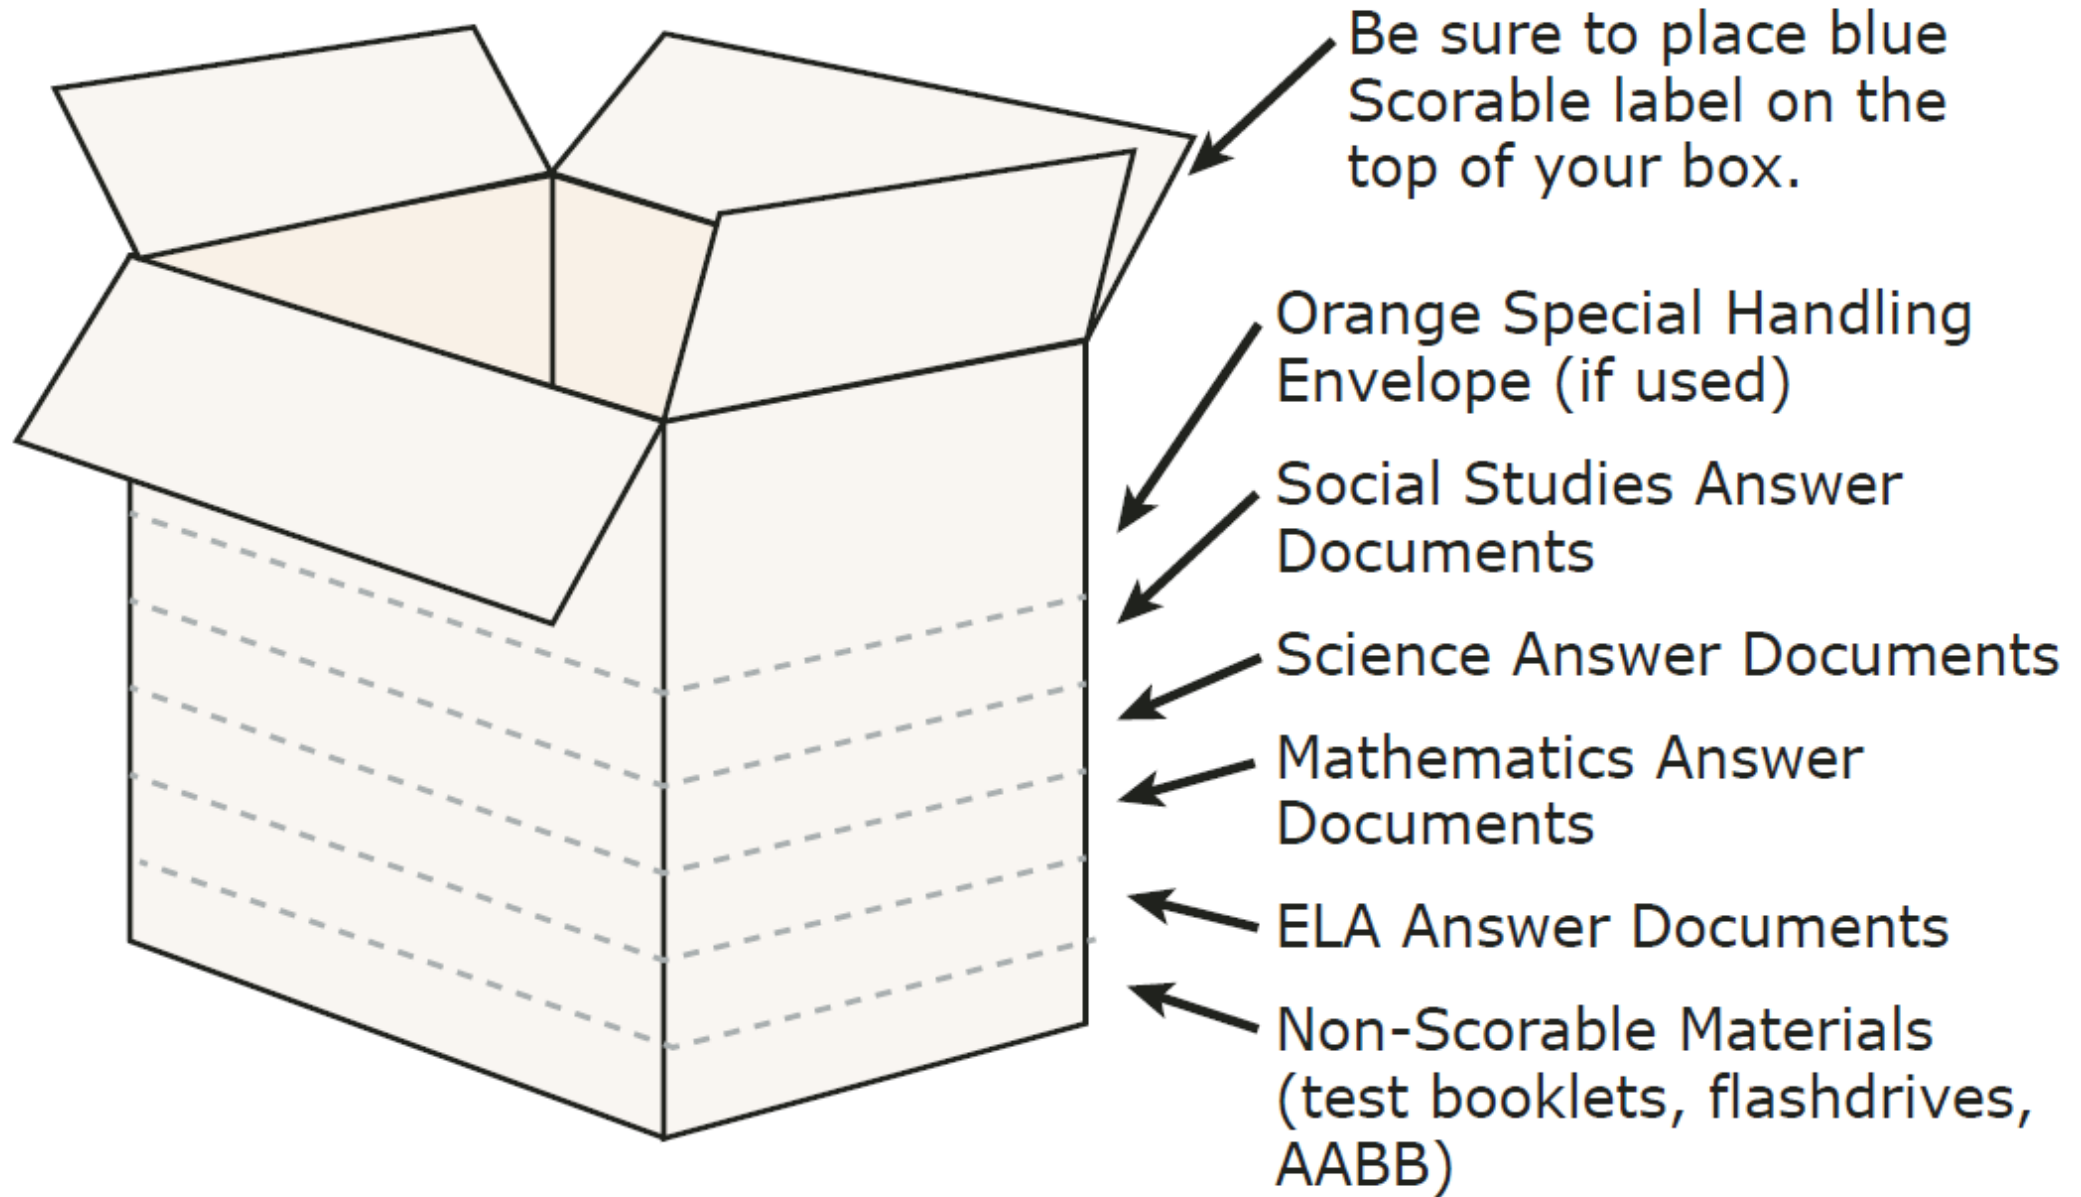 Be sure to place blue
Scorable label on the
top of your box.
Orange Special Handling
Envelope (if used)
Social Studies Answer
Documents
Science Answer Documents
Mathematics Answer
Documents
ELA Answer Documents
Non-Scorable Materials
(test booklets, flashdrives,
AABB)